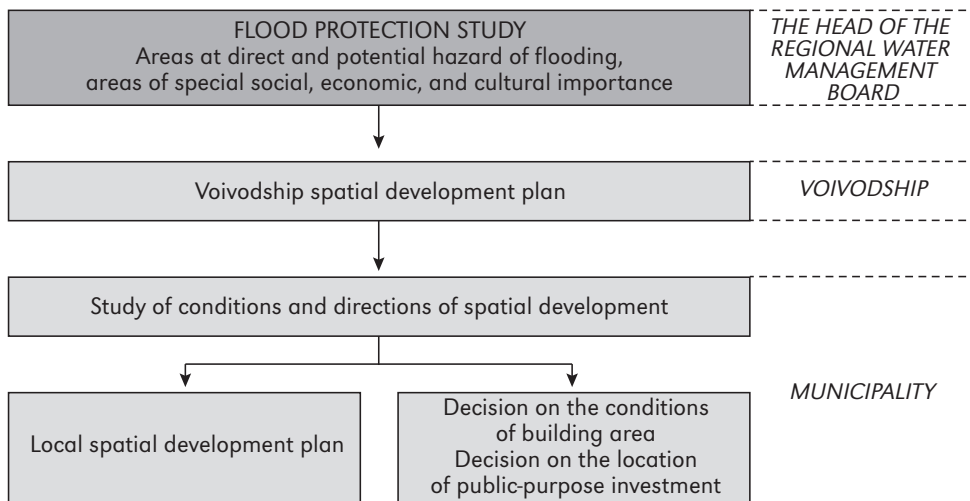 FLOOD PROTECTION STUDY
Areas at direct and potential hazard of flooding,
areas of special social, economic, and cultural importance
THE HEAD OF THE
REGIONAL WATER
MANAGEMENT
BOARD
Voivodship spatial development plan
VOIVODSHIP
Study of conditions and directions of spatial development
MUNICIPALITY
Local spatial development plan
Decision on the conditions
of building area
Decision on the location
of public-purpose investment